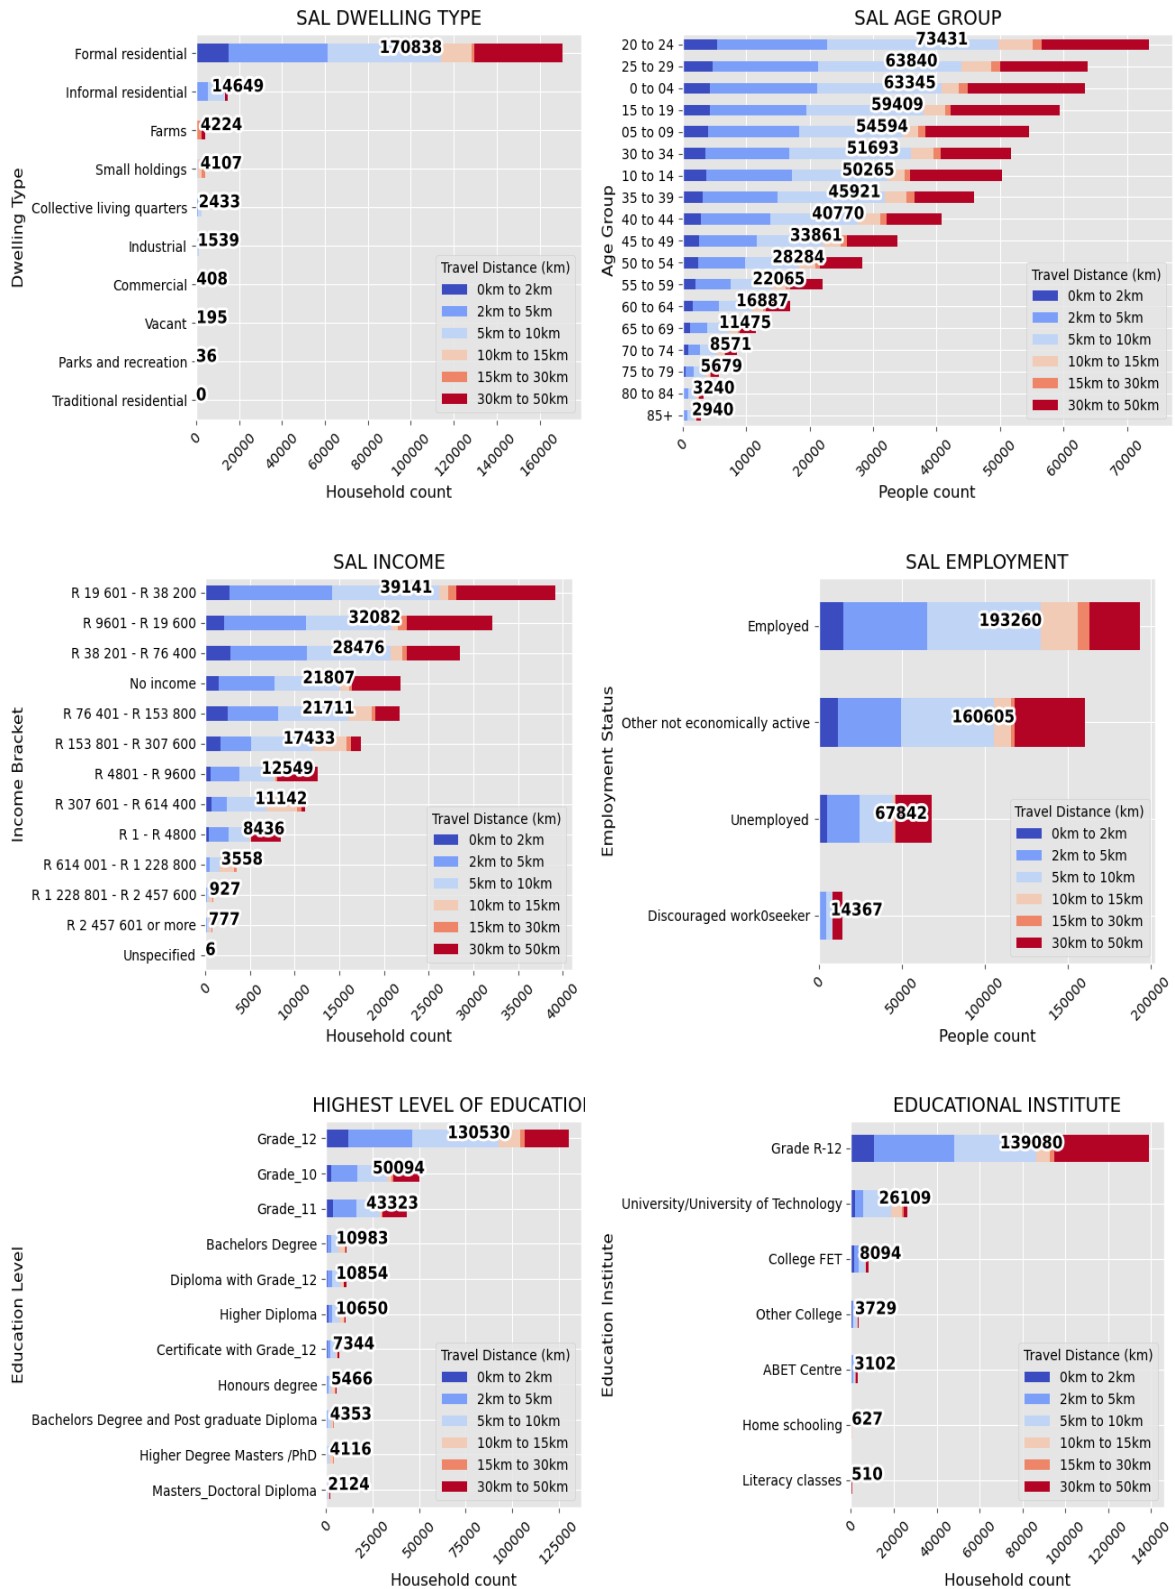 SAL DWELLING TYPE
Dwelling Type
Formal residential 170838
Informal residential 14649
Farms 4224
Small holdings 4107
Collective living quarters 2433
Industrial 1539
Commercial 408
Vacant 195
Parks and recreation 36
Traditional residential 0
Travel Distance (km)
0km to 2km
2km to 5km
5km to 10km
10km to 15km
15km to 30km
30km to 50km
0 20000 40000 60000 80000 100000 120000 140000 160000
Household count
SAL AGE GROUP
Age Group
20 to 24 73431
25 to 29 63840
0 to 04 63345
15 to 19 59409
05 to 09 54594
30 to 34 51693
10 to 14 50265
35 to 39 45921
40 to 44 40770
45 to 49 33861
50 to 54 28284
55 to 59 22065
60 to 64 16887
65 to 69 11475
70 to 74 8571
75 to 79 5679
80 to 84 3240
85+ 2940
Travel Distance (km)
0km to 2km
2km to 5km
5km to 10km
10km to 15km
15km to 30km
30km to 50km
0 10000 20000 30000 40000 50000 60000 70000
People count
SAL INCOME
Income Bracket
R 19 601 - R 38 200 39141
R 9601 - R 19 600 32082
R 38 201 - R 76 400 28476
No income 21807
R 76 401 - R 153 800 21711
R 153 801 - R 307 600 17433
R 4801 - R 9600 12549
R 307 601 - R 614 400 11142
R 1 - R 4800 8436
R 614 001 - R 1 228 800 3558
R 1 228 801 - R 2 457 600 927
R 2 457 601 or more 777
Unspecified 6
Travel Distance (km)
0km to 2km
2km to 5km
5km to 10km
10km to 15km
15km to 30km
30km to 50km
0 5000 10000 15000 20000 25000 30000 35000 40000
Household count
SAL EMPLOYMENT
Employment Status
Employed 193260
Other not economically active 160605
Unemployed 67842
Discouraged work0seeker 14367
Travel Distance (km)
0km to 2km
2km to 5km
5km to 10km
10km to 15km
15km to 30km
30km to 50km
0 50000 100000 150000 200000
People count
HIGHEST LEVEL OF EDUCATIO
Education Level
Grade_12 130530
Grade_10 50094
Grade_11 43323
Bachelors Degree 10983
Diploma with Grade_12 10854
Higher Diploma 10650
Certificate with Grade_12 7344
Honours degree 5466
Bachelors Degree and Post graduate Diploma 4353
Higher Degree Masters /PhD 4116
Masters_Doctoral Diploma 2124
Travel Distance (km)
0km to 2km
2km to 5km
5km to 10km
10km to 15km
15km to 30km
30km to 50km
0 25000 50000 75000 100000 125000
Household count
EDUCATIONAL INSTITUTE
Education Institute
Grade R-12 139080
University/University of Technology 26109
College FET 8094
Other College 3729
ABET Centre 3102
Home schooling 627
Literacy classes 510
Travel Distance (km)
0km to 2km
2km to 5km
5km to 10km
10km to 15km
15km to 30km
30km to 50km
0 20000 40000 60000 80000 100000 120000 140000
Household count